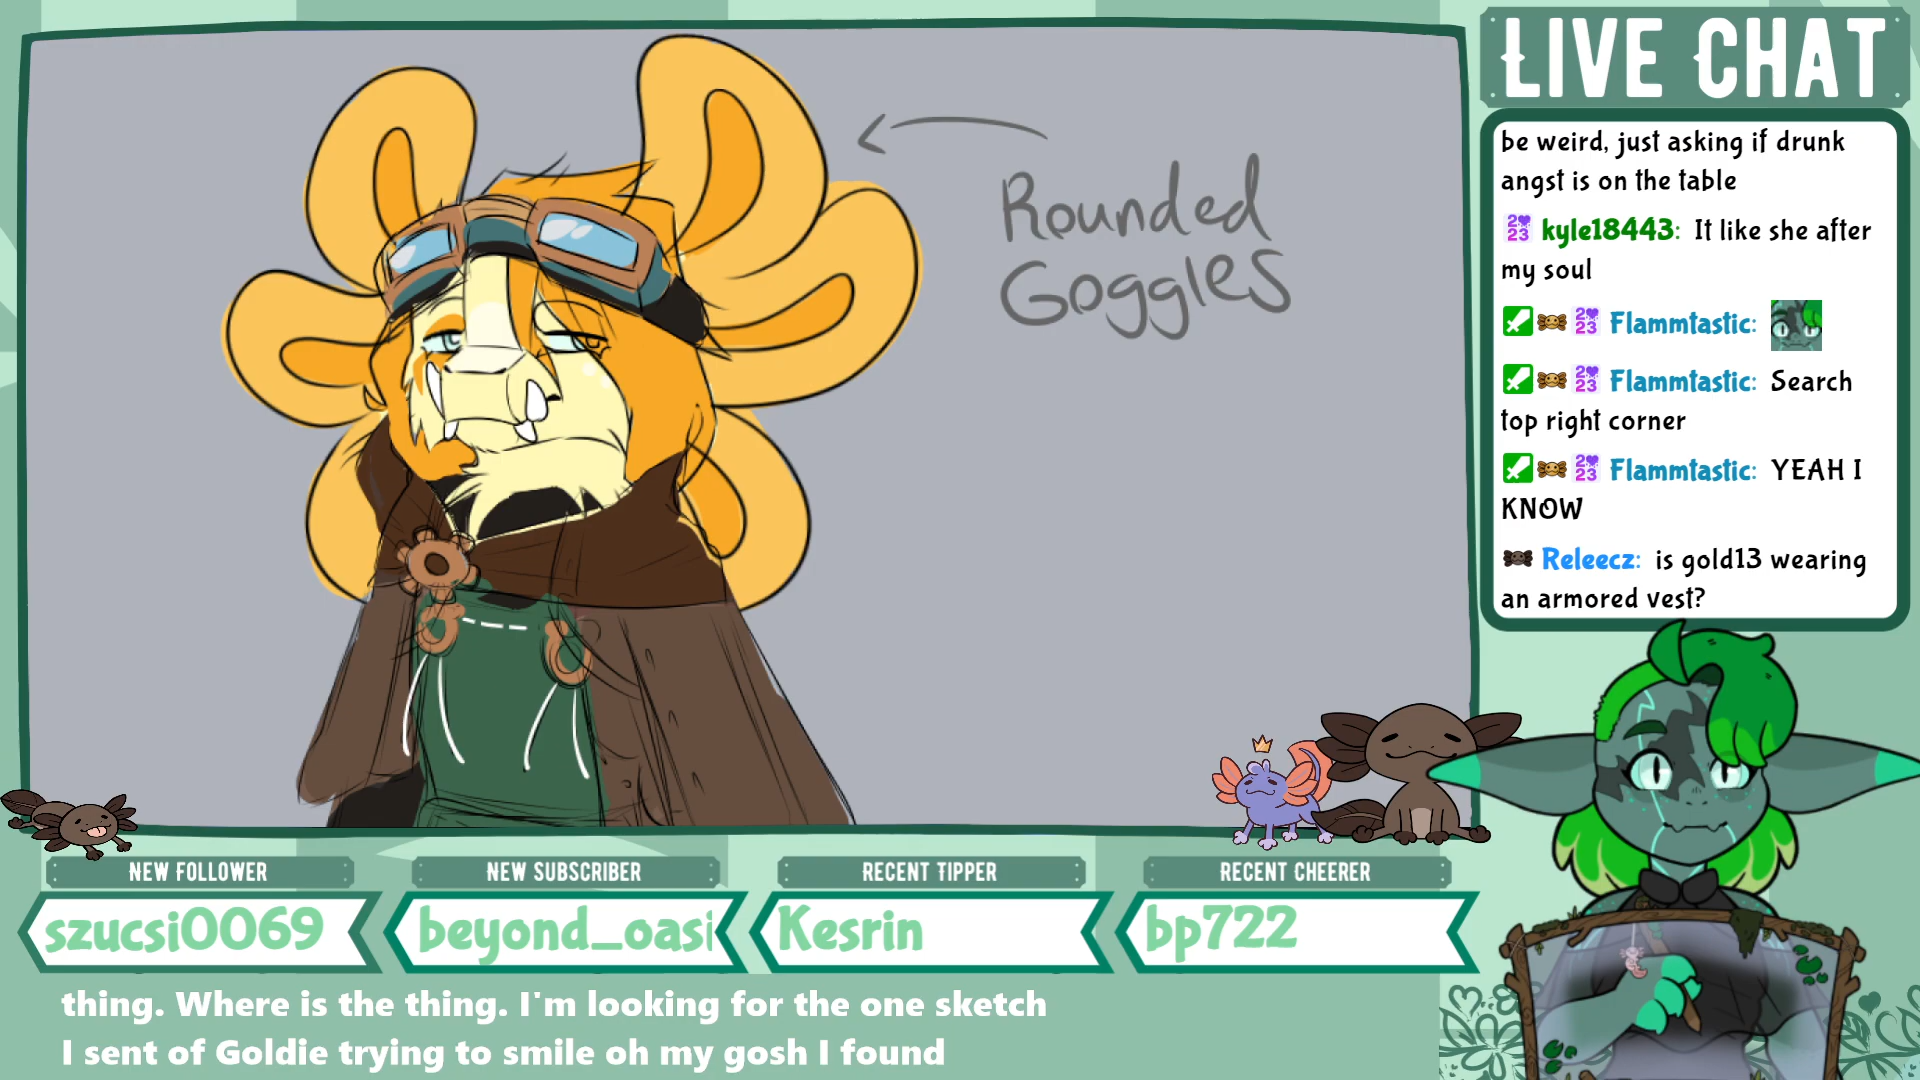 LIVE CHAT
be weird, just asking if drunk
angst is on the table
kyle18443: It like she after
my soul
Flammtastic:
Flammtastic: Search
top right corner
Flammtastic: YEAH I
KNOW
Releecz: is gold13 wearing
an armored vest?
Rounded
Goggles
NEW FOLLOWER
NEW SUBSCRIBER
RECENT TIPPER
RECENT CHEERER
szucsi0069
beyond_oasi
Kesrin
bp722
thing. Where is the thing. I'm looking for the one sketch
I sent of Goldie trying to smile oh my gosh I found